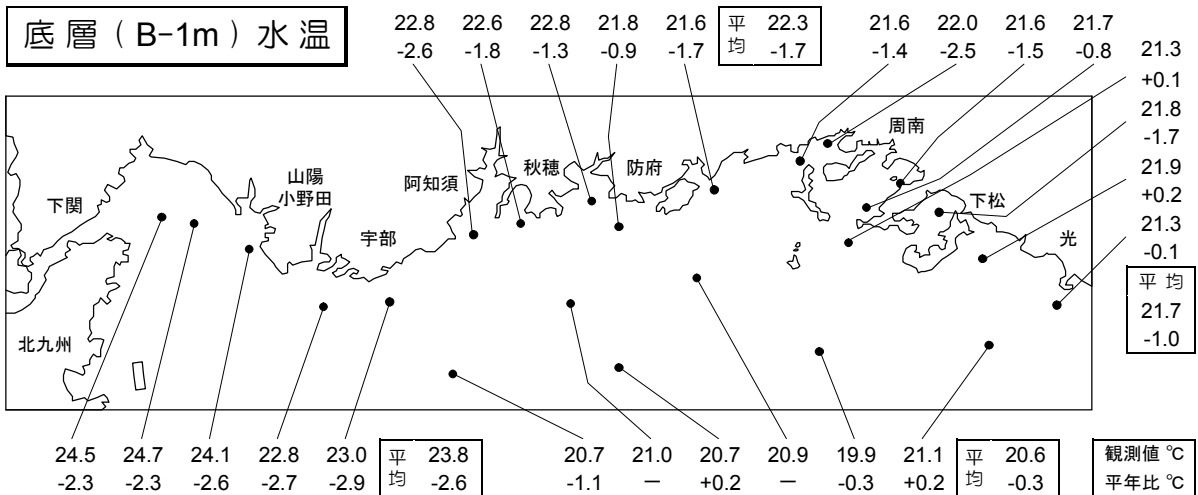 底層(B-1m)水温
22.8 22.6 22.8 21.8 21.6 平均 22.3
-2.6 -1.8 -1.3 -0.9 -1.7 -1.7
21.6 22.0 21.6 21.7
-1.4 -2.5 -1.5 -0.8
21.3
+0.1
21.8
-1.7
21.9
+0.2
21.3
-0.1
平均
21.7
-1.0
周南
秋穂
防府
山陽
小野田
阿知須
下関
下松
宇部
光
北九州
24.5 24.7 24.1 22.8 23.0 平均 23.8
-2.3 -2.3 -2.6 -2.7 -2.9 -2.6
20.7 21.0 20.7 20.9 19.9 21.1 平均 20.6
-1.1 － +0.2 － -0.3 +0.2 -0.3
観測値 ℃
平年比 ℃